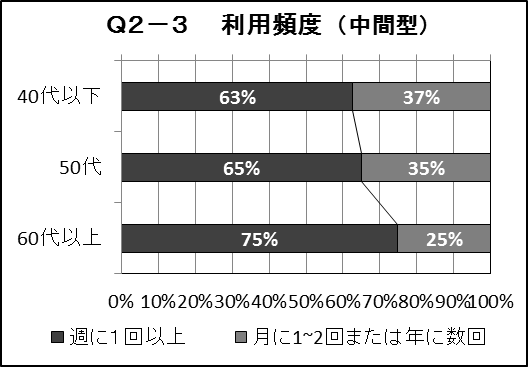 Q2－3　利用頻度（中間型）
40代以下
63%
37%
50代
65%
35%
60代以上
75%
25%
0% 10% 20% 30% 40% 50% 60% 70% 80% 90% 100%
週に1回以上
月に1~2回または年に数回